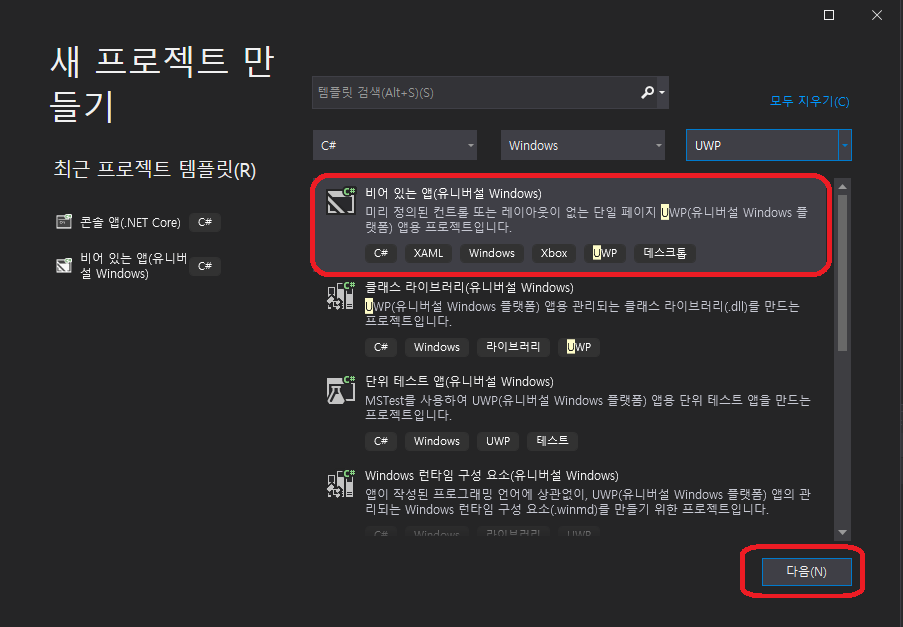 새 프로젝트 만
들기
최근 프로젝트 템플릿(R)
콘솔 앱(.NET Core) C#
비어 있는 앱(유니버
설 Windows) C#
템플릿 검색(Alt+S)(S)
모두 지우기(C)
C# Windows UWP
비어 있는 앱(유니버설 Windows)
미리 정의된 컨트롤 또는 레이아웃이 없는 단일 페이지 UWP(유니버설 Windows 플
랫폼) 앱용 프로젝트입니다.
C# XAML Windows Xbox UWP 데스크톱
클래스 라이브러리(유니버설 Windows)
UWP(유니버설 Windows 플랫폼) 앱용 관리되는 클래스 라이브러리(.dll)를 만드는
프로젝트입니다.
C# Windows 라이브러리 UWP
단위 테스트 앱(유니버설 Windows)
MSTest를 사용하여 UWP(유니버설 Windows 플랫폼) 앱용 단위 테스트 앱을 만드는
프로젝트입니다.
C# Windows UWP 테스트
Windows 런타임 구성 요소(유니버설 Windows)
앱이 작성된 프로그래밍 언어에 상관없이, UWP(유니버설 Windows 플랫폼) 앱의 관
리되는 Windows 런타임 구성 요소(.winmd)를 만들기 위한 프로젝트입니다.
C# Windows 라이브러리 UWP
다음(N)